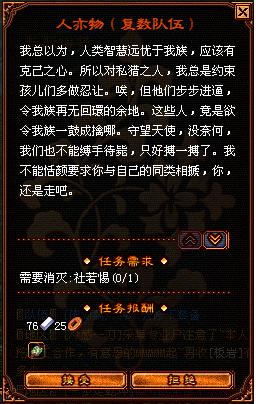 人亦物（复数队伍）
我总以为，人类智慧远优于我族，应该有
克己之心。所以对私猎之人，我总是约束
孩儿们多做忍让。唉，但他们步步进逼，
令我族再无回環的余地。这些人，竟是欲
令我族一鼓成擒哪。守望天使，没奈何，
我们也不能缚手待毙，只好搏一搏了。我
不能恬颜要求你与自己的同类相撼，你，
还是走吧。
任务需求
需要消灭:社若惕(0/1)
任务报酬
76 25
接受 拒绝